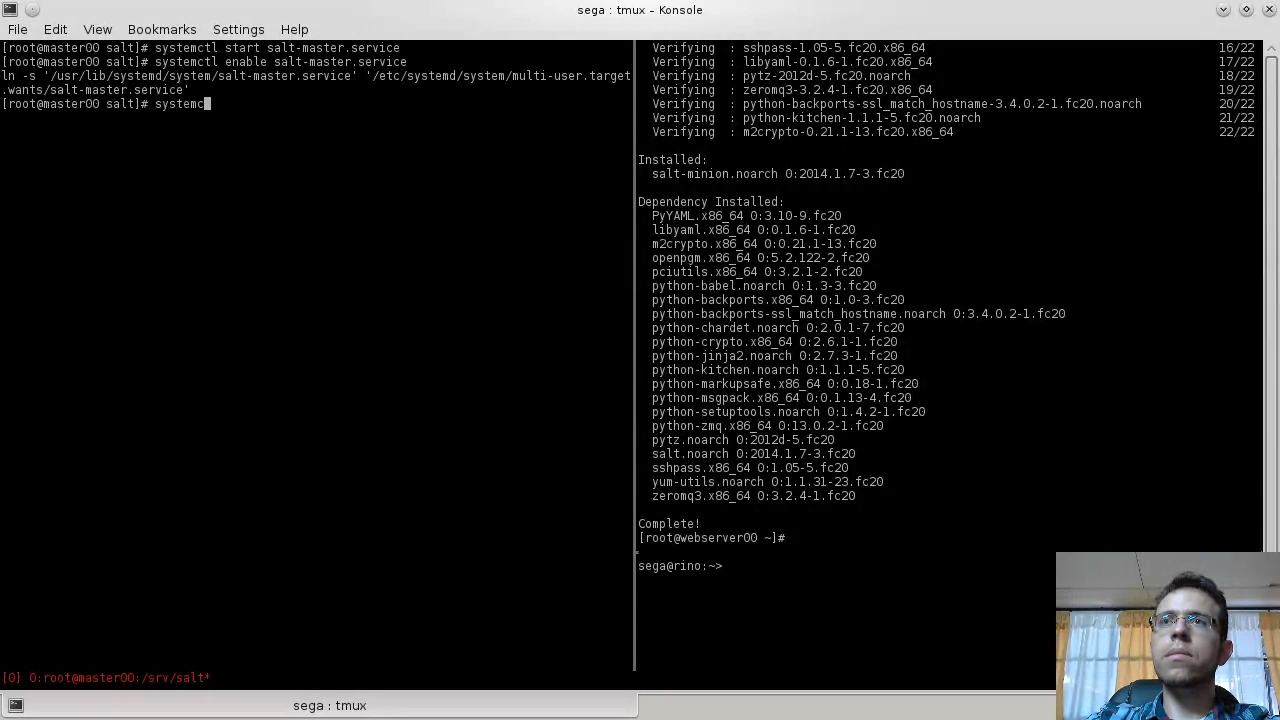 sega : tmux – Konsole
File Edit View Bookmarks Settings Help
[root@master00 salt]# systemctl start salt-master.service
[root@master00 salt]# systemctl enable salt-master.service
ln -s '/usr/lib/systemd/system/salt-master.service' '/etc/systemd/system/multi-user.target
.wants/salt-master.service'
[root@master00 salt]# systemc
Verifying : sshpass-1.05-5.fc20.x86_64 16/22
Verifying : libyaml-0.1.6-1.fc20.x86_64 17/22
Verifying : pytz-2012d-5.fc20.noarch 18/22
Verifying : zeromq3-3.2.4-1.fc20.x86_64 19/22
Verifying : python-backports-ssl_match_hostname-3.4.0.2-1.fc20.noarch 20/22
Verifying : python-kitchen-1.1.1-5.fc20.noarch 21/22
Verifying : m2crypto-0.21.1-13.fc20.x86_64 22/22
Installed:
salt-minion.noarch 0:2014.1.7-3.fc20
Dependency Installed:
PyYAML.x86_64 0:3.10-9.fc20
libyaml.x86_64 0:0.1.6-1.fc20
m2crypto.x86_64 0:0.21.1-13.fc20
openpgm.x86_64 0:5.2.122-2.fc20
pciutils.x86_64 0:3.2.1-2.fc20
python-babel.noarch 0:1.3-3.fc20
python-backports.x86_64 0:1.0-3.fc20
python-backports-ssl_match_hostname.noarch 0:3.4.0.2-1.fc20
python-chardet.noarch 0:2.0.1-7.fc20
python-crypto.x86_64 0:2.6.1-1.fc20
python-jinja2.noarch 0:2.7.3-1.fc20
python-kitchen.noarch 0:1.1.1-5.fc20
python-markupsafe.x86_64 0:0.18-1.fc20
python-msgpack.x86_64 0:0.1.13-4.fc20
python-setuptools.noarch 0:1.4.2-1.fc20
python-zmq.x86_64 0:13.0.2-1.fc20
pytz.noarch 0:2012d-5.fc20
salt.noarch 0:2014.1.7-3.fc20
sshpass.x86_64 0:1.05-5.fc20
yum-utils.noarch 0:1.1.31-23.fc20
zeromq3.x86_64 0:3.2.4-1.fc20
Complete!
[root@webserver00 ~]#
sega@rino:~>
[0] 0:root@master00:/srv/salt*
sega : tmux